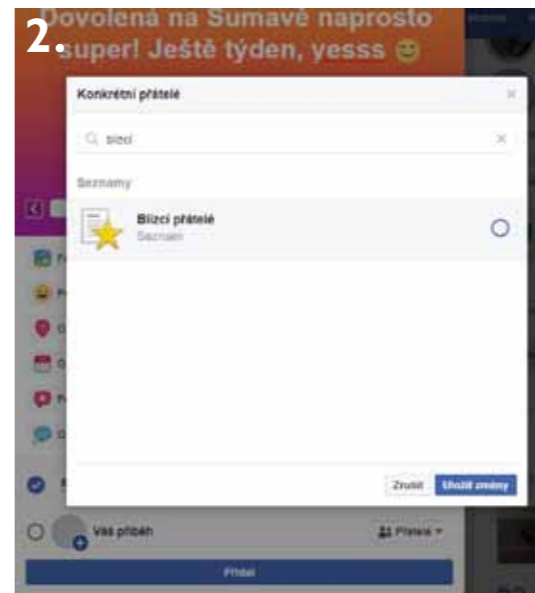 Dovolená na Šumavě naprosto
2.
super! Ještě týden, yesss
Konkrétní přátelé
blízcí
Seznamy
Blízcí přátelé
Seznam
Zrušit
Uložit změny
Váš příběh
Přátelé
Přidat